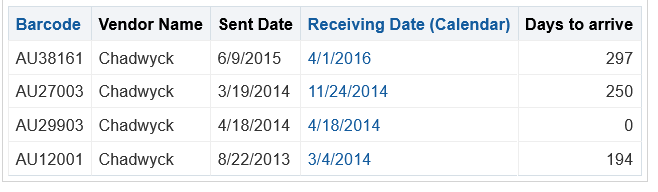 Barcode Vendor Name Sent Date Receiving Date (Calendar) Days to arrive
AU38161 Chadwyck 6/9/2015 4/1/2016 297
AU27003 Chadwyck 3/19/2014 11/24/2014 250
AU29903 Chadwyck 4/18/2014 4/18/2014 0
AU12001 Chadwyck 8/22/2013 3/4/2014 194